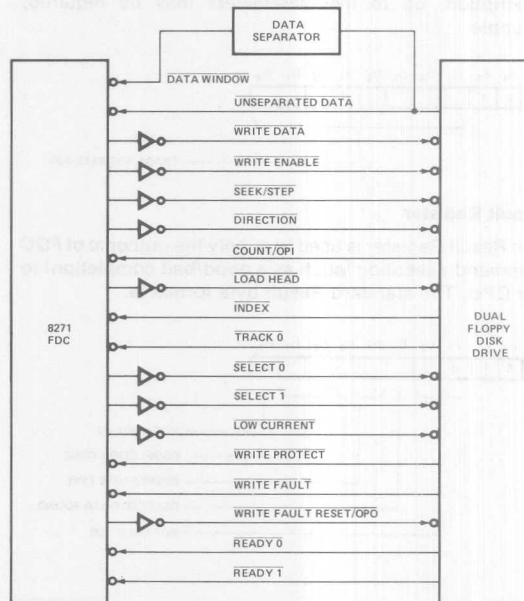 DATA
SEPARATOR
DATA WINDOW
UNSEPARATED DATA
WRITE DATA
WRITE ENABLE
SEEK/STEP
DIRECTION
COUNT/OPI
LOAD HEAD
INDEX
TRACK 0
SELECT 0
SELECT 1
LOW CURRENT
WRITE PROTECT
WRITE FAULT
WRITE FAULT RESET/OPO
READY 0
READY 1
8271
FDC
DUAL
FLOPPY
DISK
DRIVE